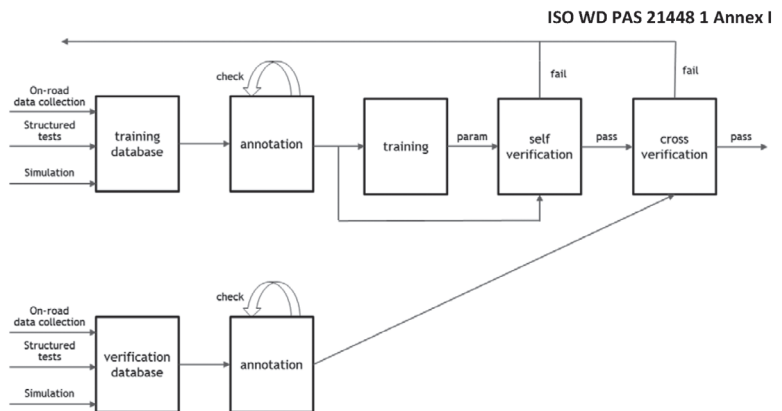 ISO WD PAS 21448 1 Annex I
fail
fail
check
On-road
data collection
Structured
tests
Simulation
training
database
annotation
training
param
self
verification
pass
cross
verification
pass
check
On-road
data collection
Structured
tests
Simulation
verification
database
annotation